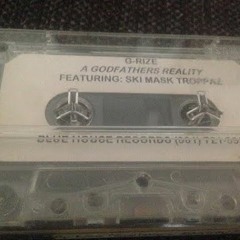 G-RIZE
A GODFATHERS REALITY
FEATURING: SKI MASK TROPPAZ
BLUE HOUSE RECORDS